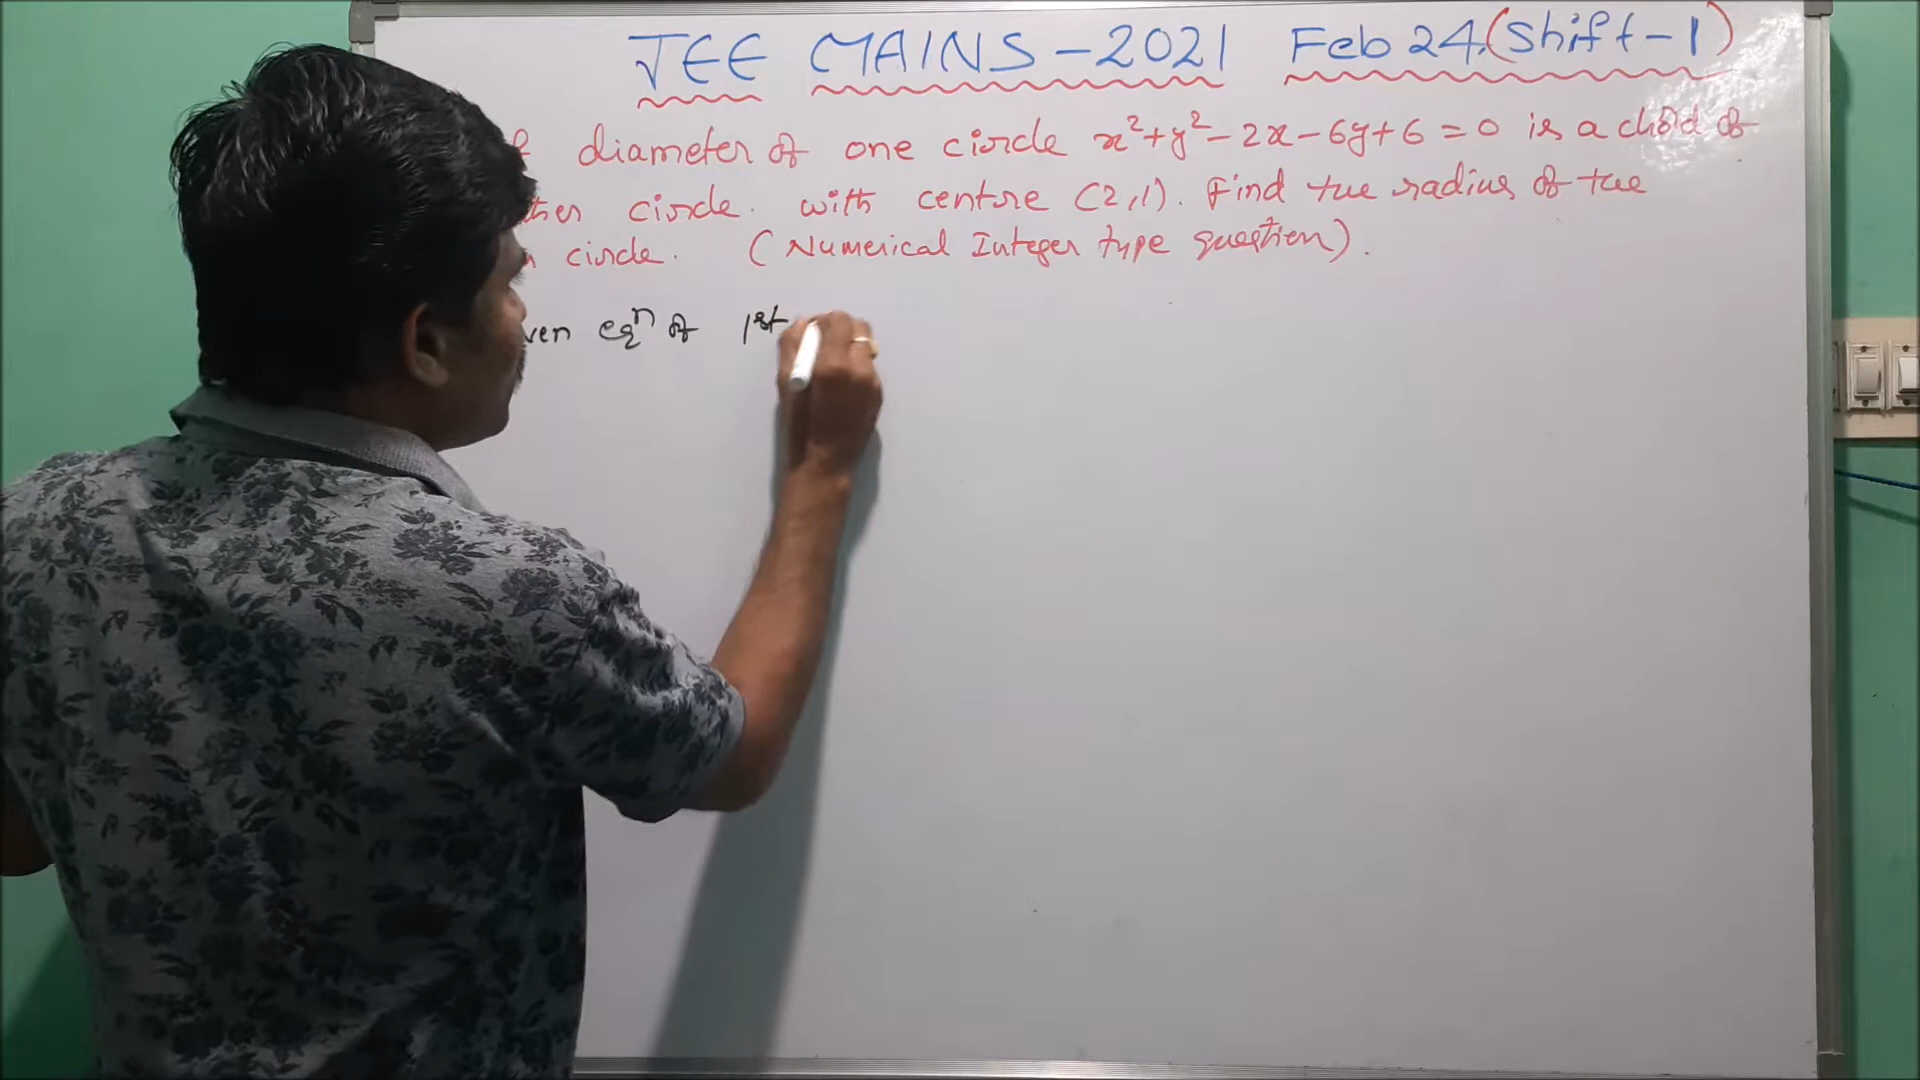 JEE MAINS - 2021 Feb 24 (Shift - 1)
diameter of one circle x²+y²-2x-6y+6=0 is a chord of
circle. with centre (2,1). Find the radius of the
circle. (Numerical Integer type question).
eqⁿ of 1st